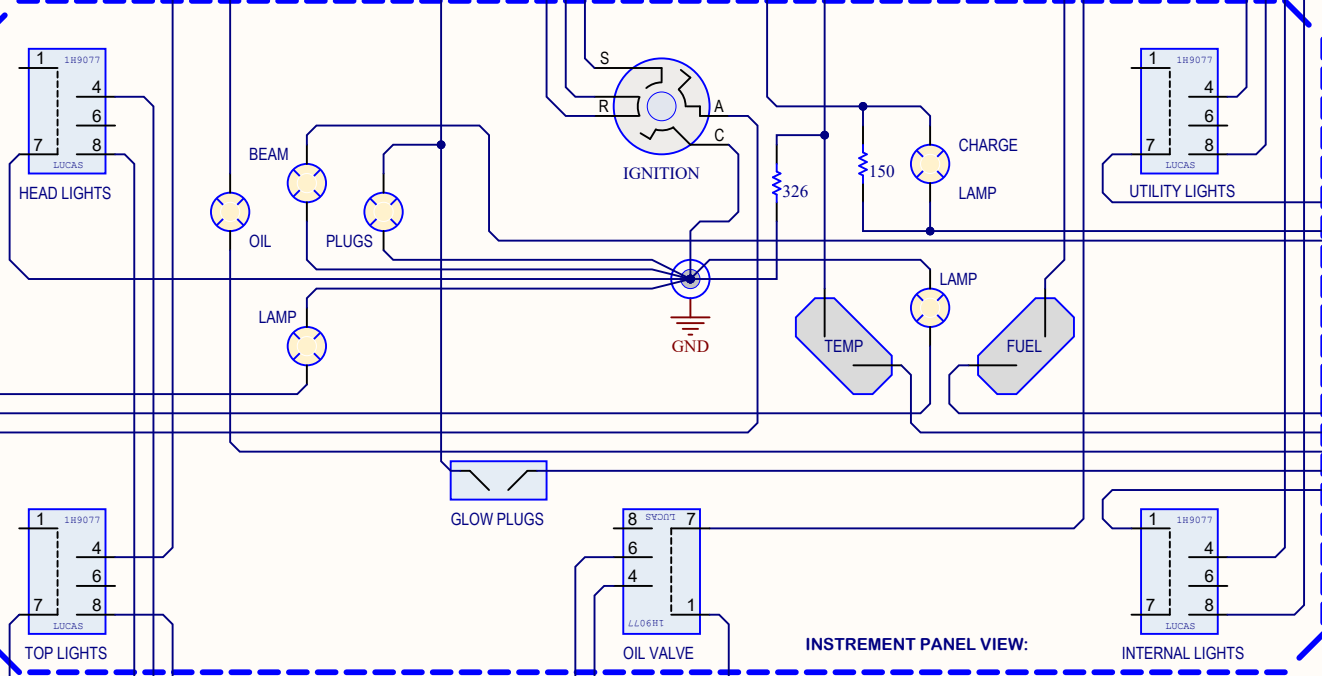 1
1H9077
4
6
7
8
LUCAS
HEAD LIGHTS
BEAM
OIL
PLUGS
LAMP
S
R
A
C
IGNITION
326
150
CHARGE
LAMP
GND
LAMP
TEMP
FUEL
1
1H9077
4
6
7
8
LUCAS
UTILITY LIGHTS
GLOW PLUGS
1
1H9077
4
6
7
8
LUCAS
TOP LIGHTS
8
LUCAS
7
6
4
1
1H9077
OIL VALVE
INSTREMENT PANEL VIEW:
1
1H9077
4
6
7
8
LUCAS
INTERNAL LIGHTS